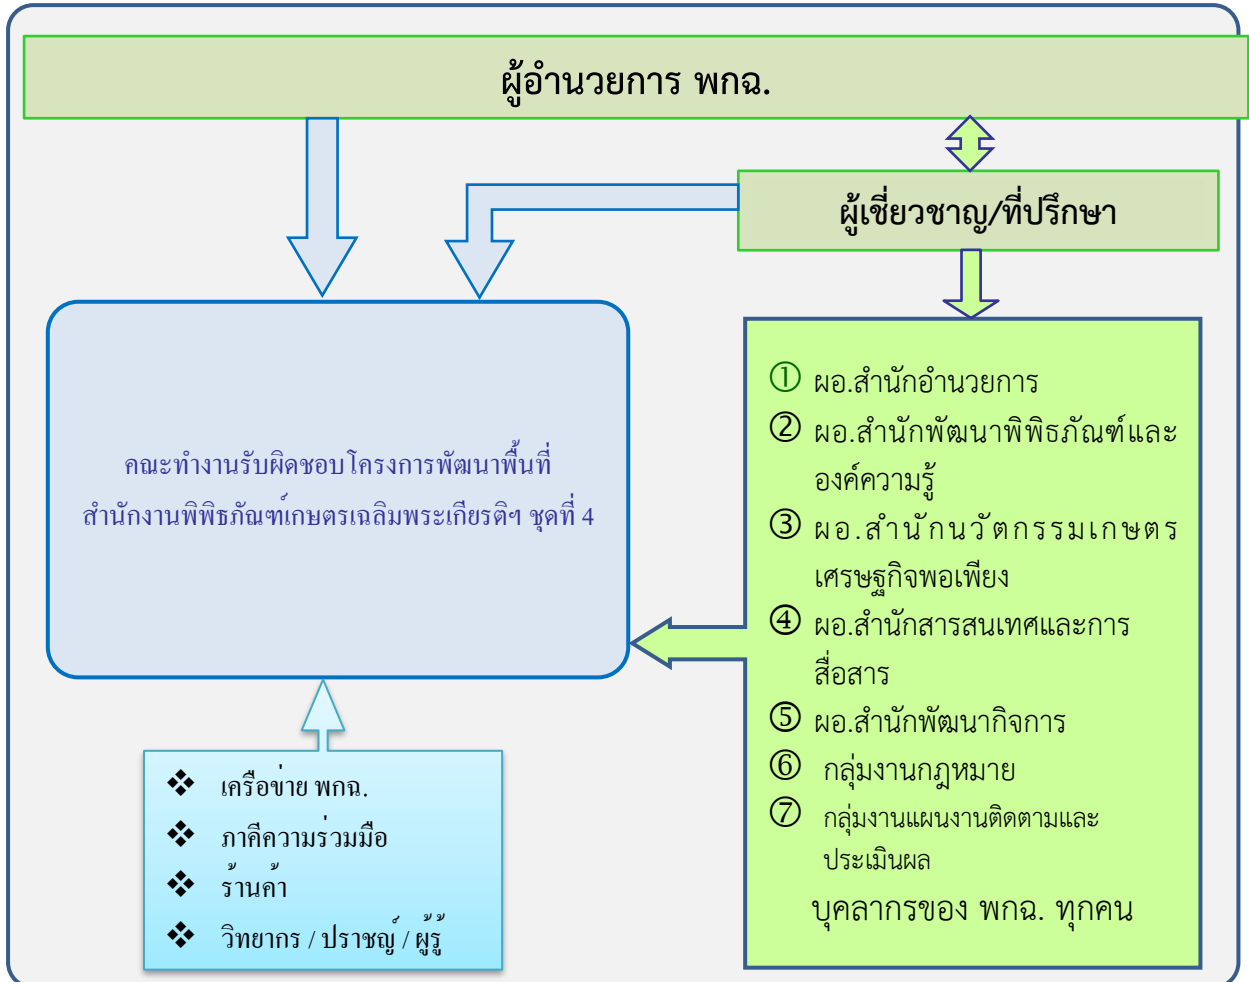 ผู้อำนวยการ พกฉ.
ผู้เชี่ยวชาญ/ที่ปรึกษา
คณะทำงานรับผิดชอบโครงการพัฒนาพื้นที่
สำนักงานพิพิธภัณฑ์เกษตรเฉลิมพระเกียรติฯ ชุดที่ 4
① ผอ.สำนักอำนวยการ
② ผอ.สำนักพัฒนาพิพิธภัณฑ์และ
องค์ความรู้
③ ผอ.สำนักนวัตกรรมเกษตร
เศรษฐกิจพอเพียง
④ ผอ.สำนักสารสนเทศและการ
สื่อสาร
⑤ ผอ.สำนักพัฒนากิจการ
⑥ กลุ่มงานกฎหมาย
⑦ กลุ่มงานแผนงานติดตามและ
ประเมินผล
บุคลากรของ พกฉ. ทุกคน
❖ เครือข่าย พกฉ.
❖ ภาคีความร่วมมือ
❖ ร้านค้า
❖ วิทยากร / ปราชญ์ / ผู้รู้